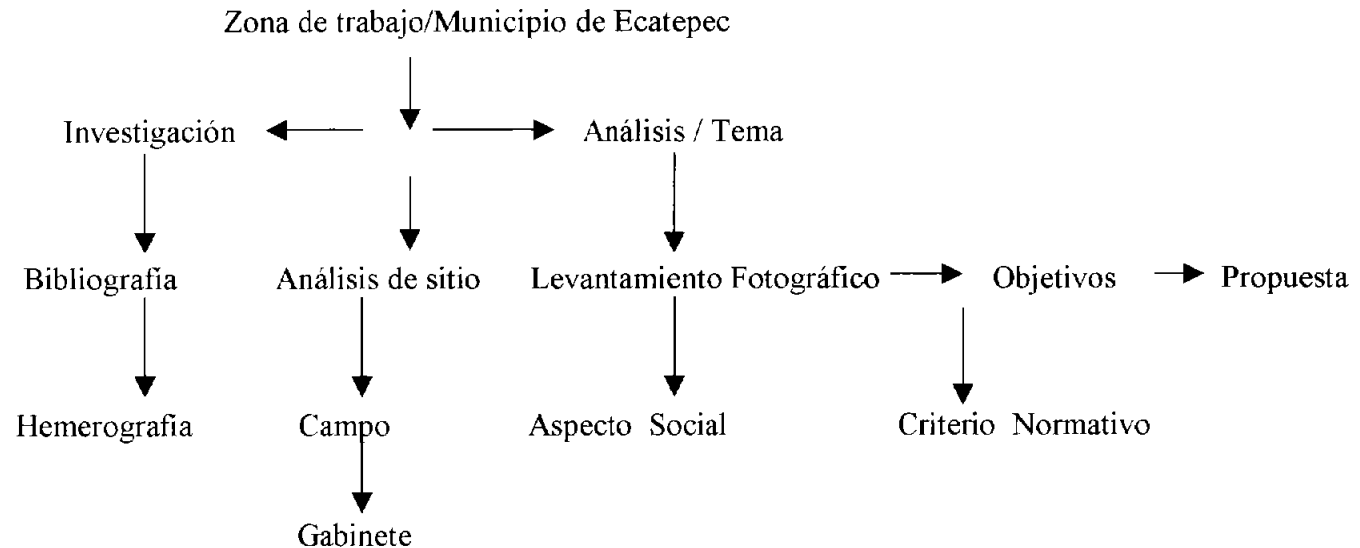 Zona de trabajo/Municipio de Ecatepec
Investigación Análisis / Tema
Bibliografía Análisis de sitio Levantamiento Fotográfico Objetivos Propuesta
Hemerografía Campo Aspecto Social Criterio Normativo
Gabinete